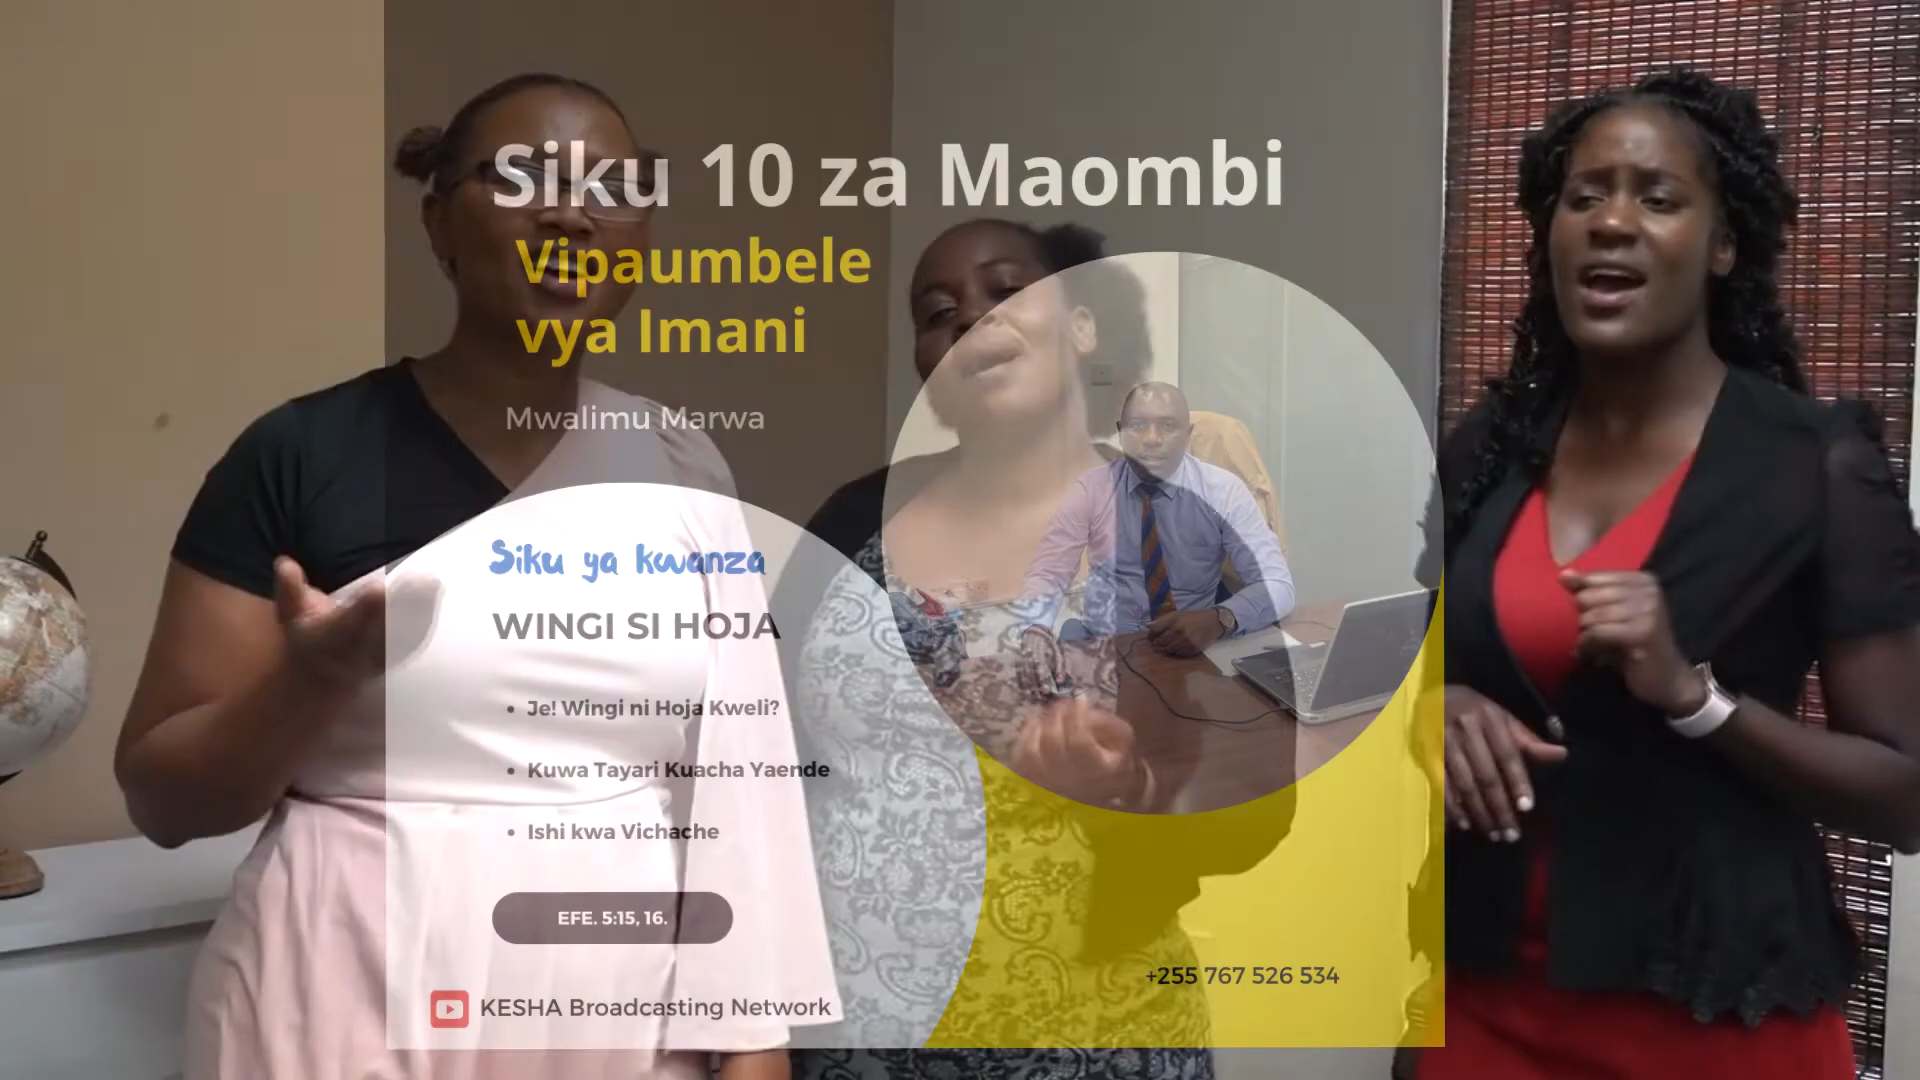 Siku 10 za Maombi
Vipaumbele
vya Imani
Mwalimu Marwa
Siku ya kwanza
WINGI SI HOJA
• Je! Wingi ni Hoja Kweli?
• Kuwa Tayari Kuacha Yaende
• Ishi kwa Vichache
EFE. 5:15, 16.
+255 767 526 534
KESHA Broadcasting Network